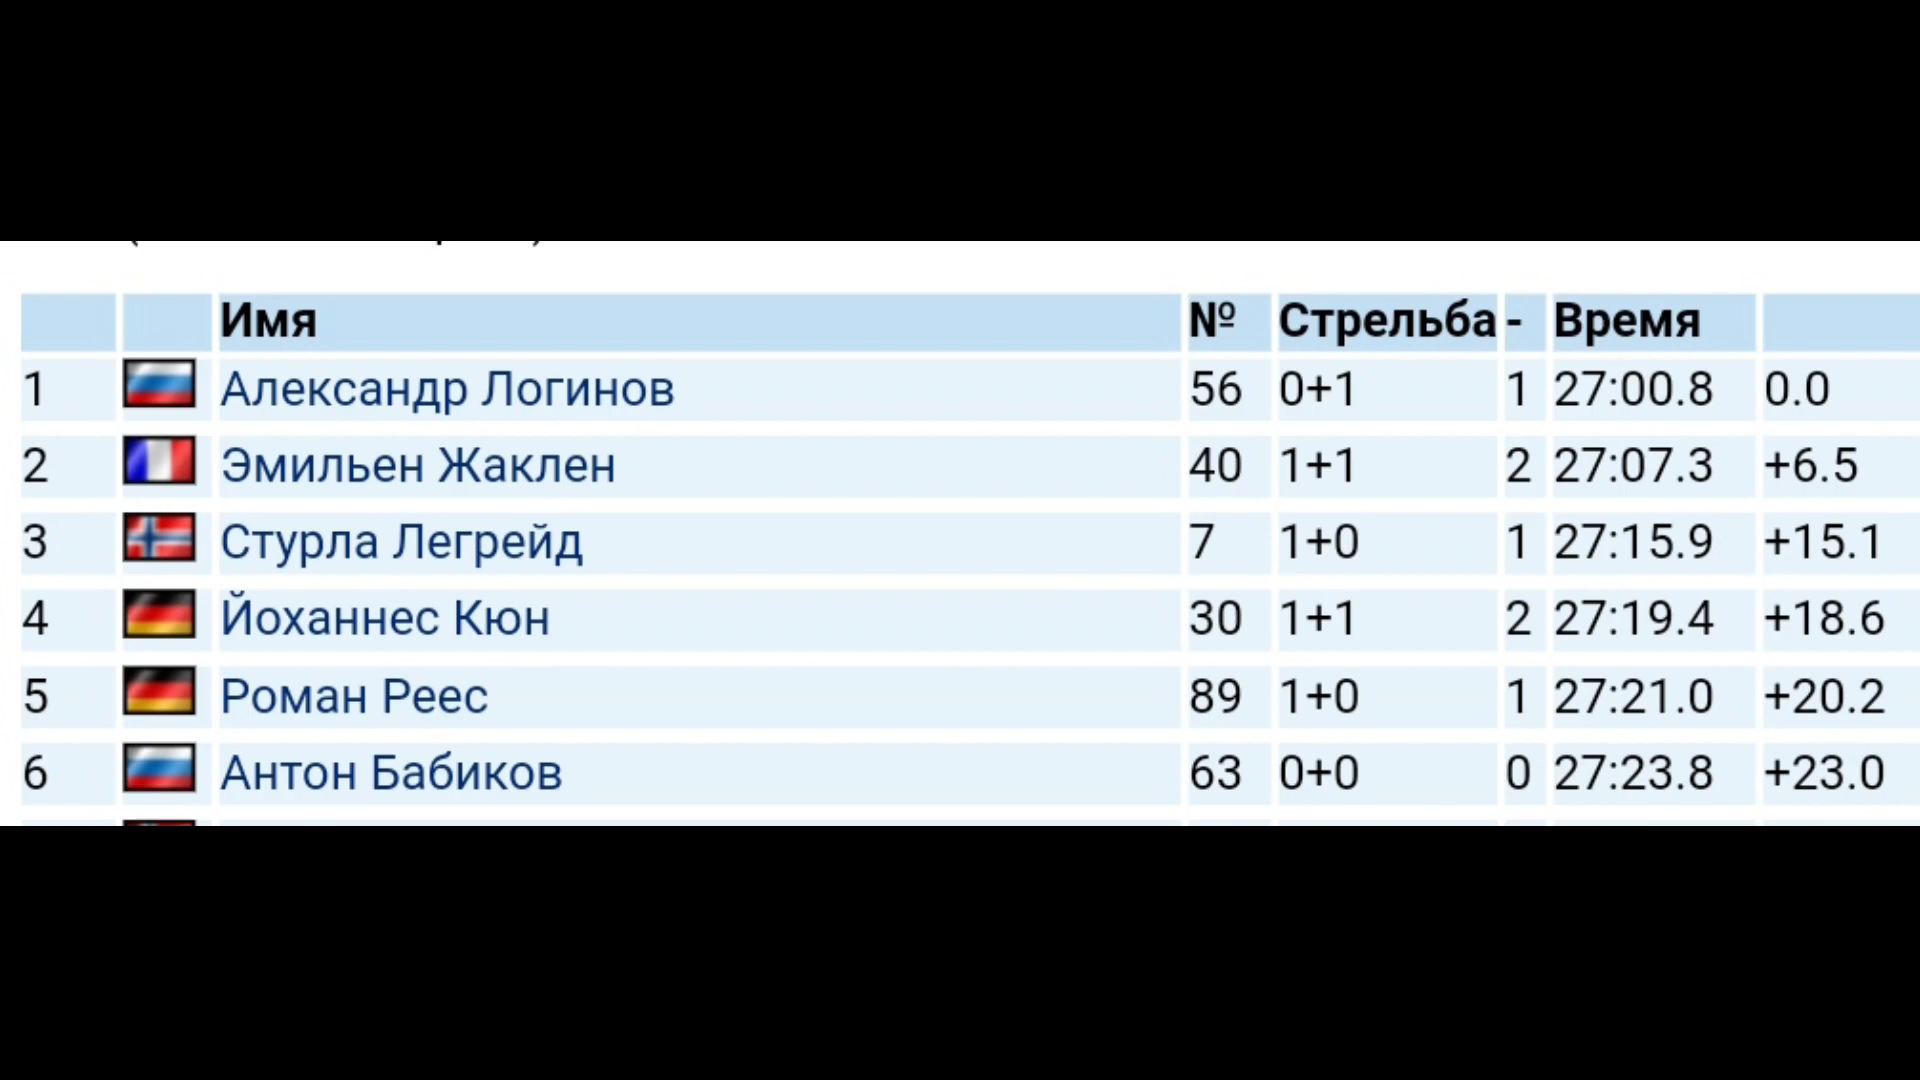 Имя № Стрельба - Время
1 Александр Логинов 56 0+1 1 27:00.8 0.0
2 Эмильен Жаклен 40 1+1 2 27:07.3 +6.5
3 Стурла Легрейд 7 1+0 1 27:15.9 +15.1
4 Йоханнес Кюн 30 1+1 2 27:19.4 +18.6
5 Роман Реес 89 1+0 1 27:21.0 +20.2
6 Антон Бабиков 63 0+0 0 27:23.8 +23.0